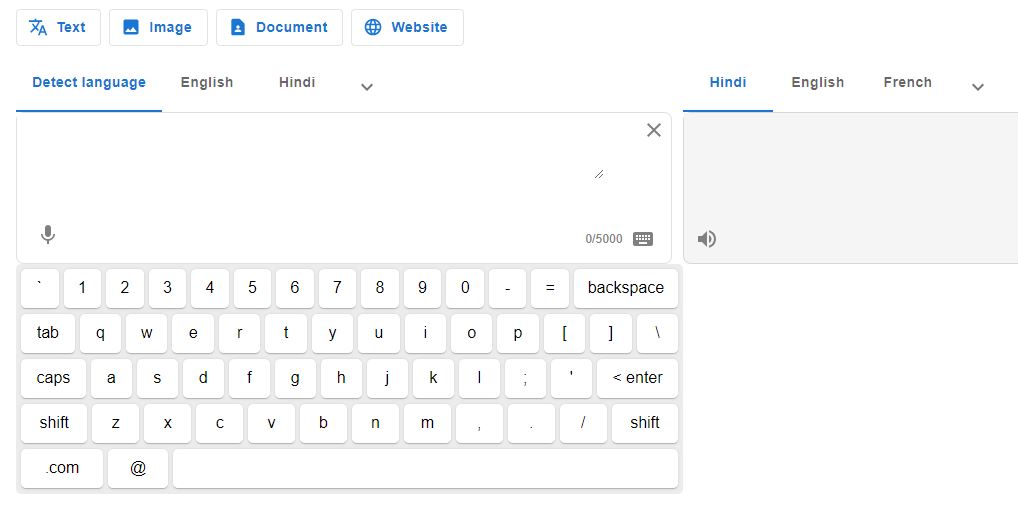 Text Image Document Website
Detect language English Hindi Hindi English French
0/5000
` 1 2 3 4 5 6 7 8 9 0 - = backspace
tab q w e r t y u i o p [ ] \
caps a s d f g h j k l ; ' < enter
shift z x c v b n m , . / shift
.com @